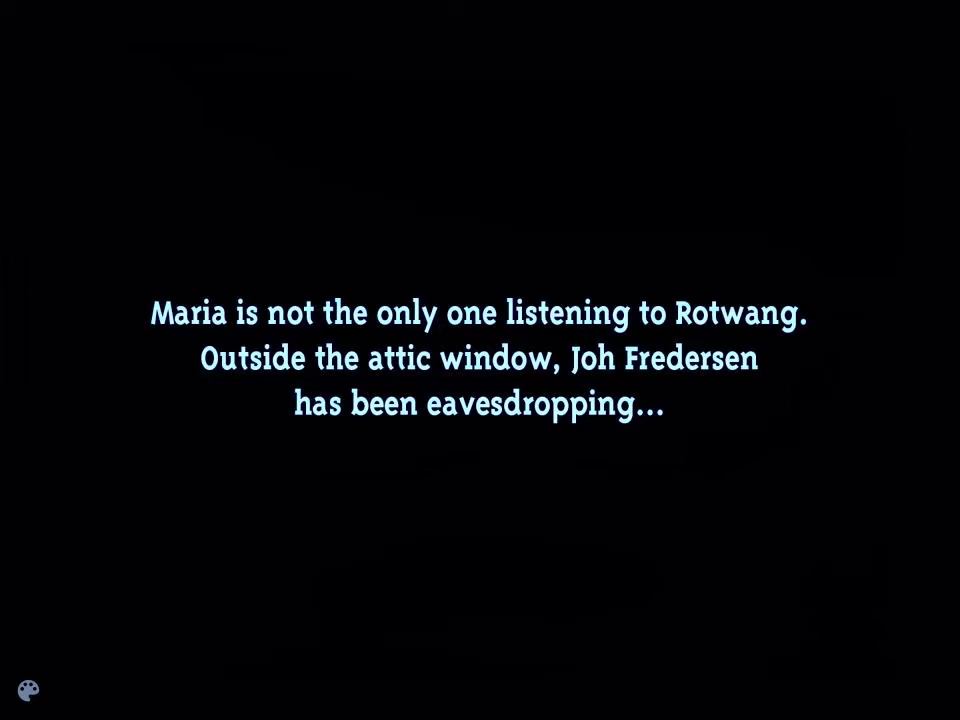 Maria is not the only one listening to Rotwang.
Outside the attic window, Joh Fredersen
has been eavesdropping...